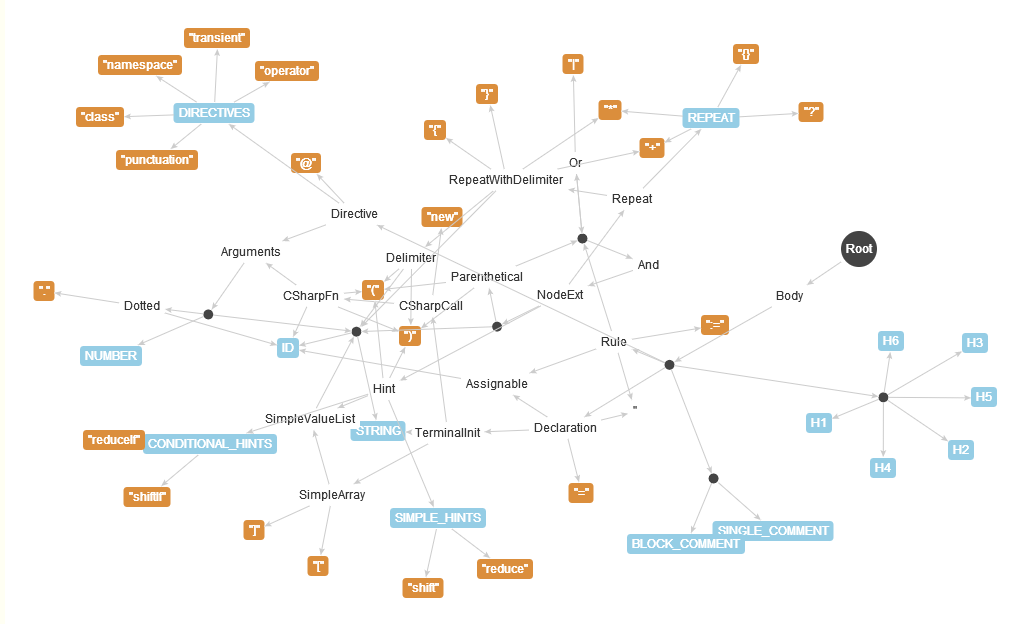 "transient"
"namespace"
"operator"
"class"
DIRECTIVES
"punctuation"
"@"
"|"
"{}"
"}"
"{"
"*"
REPEAT
"?"
"+"
Or
RepeatWithDelimiter
Repeat
Directive
"new"
Arguments
Delimiter
Parenthetical
And
Root
"."
Dotted
CSharpFn
"("
CSharpCall
NodeExt
Body
NUMBER
ID
")"
Rule
":="
H6
H3
Hint
Assignable
H5
SimpleValueList
STRING
TerminalInit
Declaration
"
H1
H2
"reduceIf"
CONDITIONAL_HINTS
H4
"shiftIf"
SimpleArray
"="
"]"
SIMPLE_HINTS
SINGLE_COMMENT
BLOCK_COMMENT
"["
"reduce"
"shift"